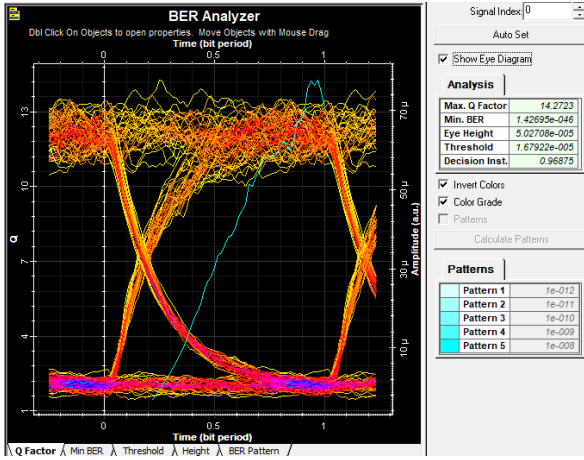 BER Analyzer
Dbl Click On Objects to open properties. Move Objects with Mouse Drag
Time (bit period)
0 0.5 1
13
10
7
4
1
Q
70 µ
50 µ
30 µ
10 µ
Amplitude (a.u.)
0 0.5 1
Time (bit period)
Q Factor Min BER Threshold Height BER Pattern
Signal Index: 0
Auto Set
Show Eye Diagram
Analysis
Max. Q Factor 14.2723
Min. BER 1.42695e-046
Eye Height 5.02708e-005
Threshold 1.67922e-005
Decision Inst. 0.96875
Invert Colors
Color Grade
Patterns
Calculate Patterns
Patterns
Pattern 1 1e-012
Pattern 2 1e-011
Pattern 3 1e-010
Pattern 4 1e-009
Pattern 5 1e-008